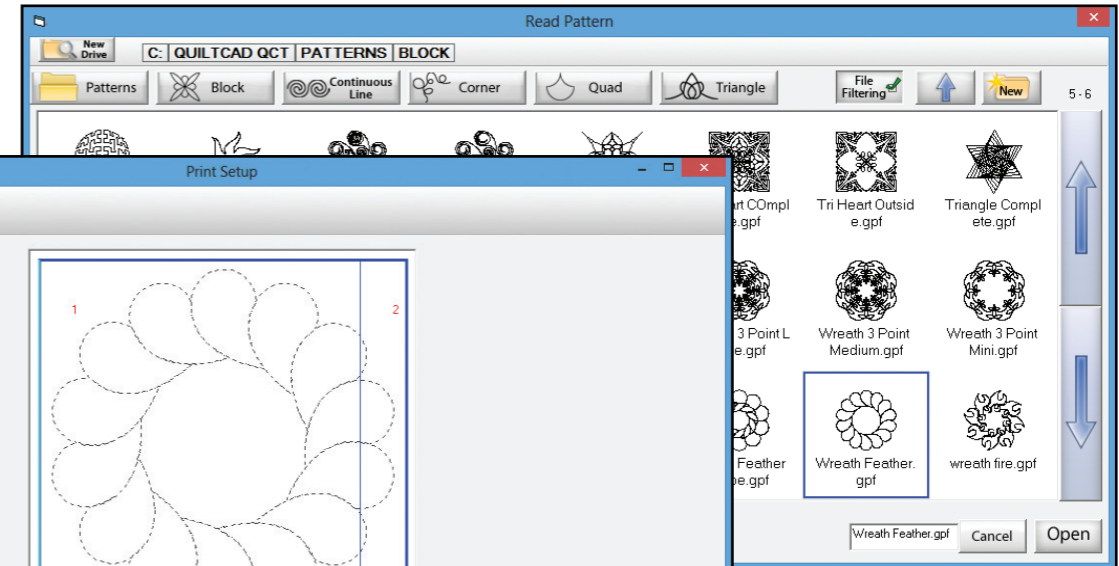 Read Pattern
New
Drive
C: QUILTCAD QCT PATTERNS BLOCK
Patterns
Block
Continuous
Line
Corner
Quad
Triangle
File
Filtering
New
5 - 6
Print Setup
1
2
art COmpl
e.gpf
Tri Heart Outsid
e.gpf
Triangle Compl
ete.gpf
3 Point L
e.gpf
Wreath 3 Point
Medium.gpf
Wreath 3 Point
Mini.gpf
Feather
pe.gpf
Wreath Feather.
gpf
wreath fire.gpf
Wreath Feather.gpf
Cancel
Open